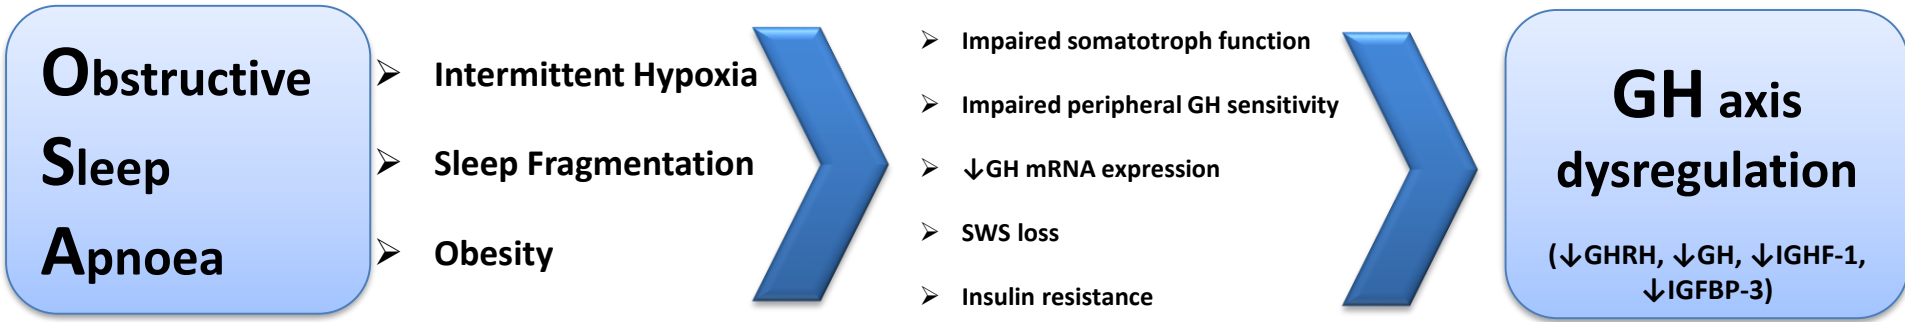 Obstructive
Sleep
Apnoea
➢ Intermittent Hypoxia
➢ Sleep Fragmentation
➢ Obesity
➢ Impaired somatotroph function
➢ Impaired peripheral GH sensitivity
➢ ↓GH mRNA expression
➢ SWS loss
➢ Insulin resistance
GH axis
dysregulation
(↓GHRH, ↓GH, ↓IGHF-1,
↓IGFBP-3)